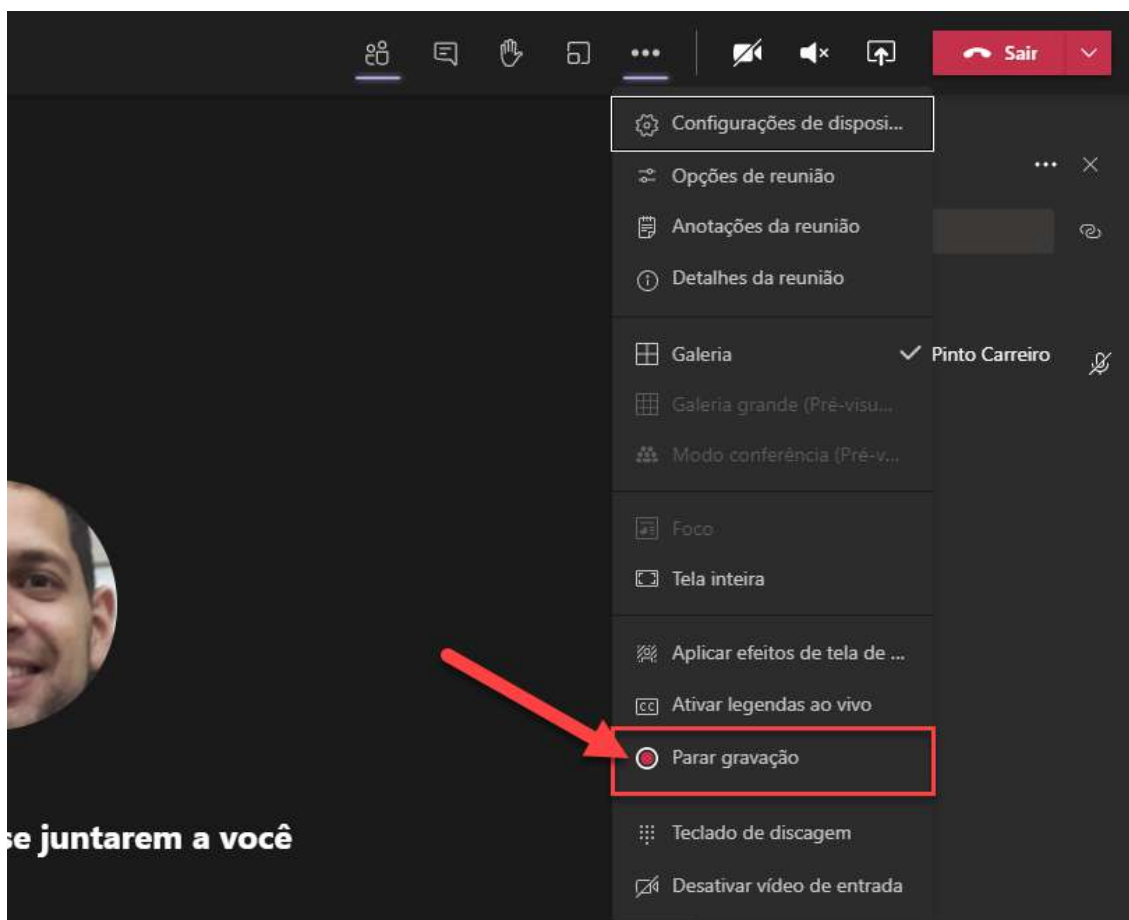 Sair
Configurações de disposi...
Opções de reunião
Anotações da reunião
Detalhes da reunião
Galeria
Pinto Carreiro
Galeria grande (Pré-visu...
Modo conferência (Pré-v...
Foco
Tela inteira
Aplicar efeitos de tela de ...
CC Ativar legendas ao vivo
Parar gravação
se juntarem a você
Teclado de discagem
Desativar vídeo de entrada